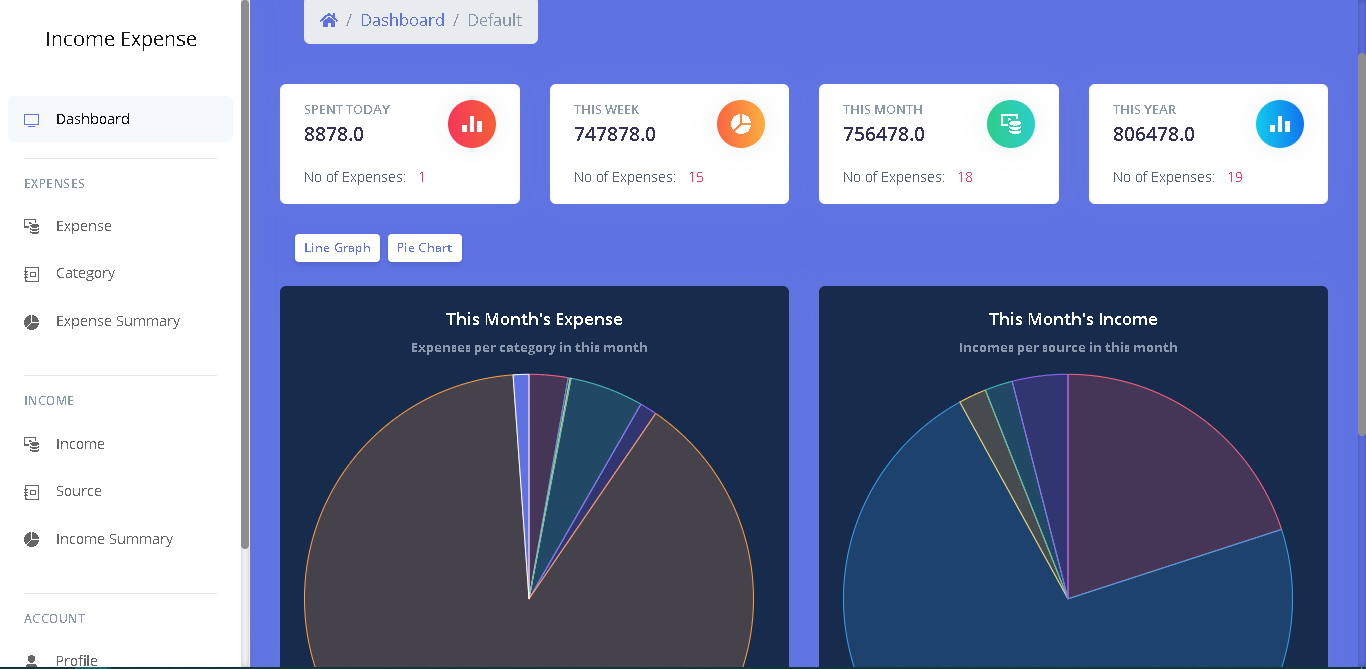 Income Expense
Dashboard
EXPENSES
Expense
Category
Expense Summary
INCOME
Income
Source
Income Summary
ACCOUNT
Profile
/ Dashboard / Default
SPENT TODAY
8878.0
No of Expenses: 1
THIS WEEK
747878.0
No of Expenses: 15
THIS MONTH
756478.0
No of Expenses: 18
THIS YEAR
806478.0
No of Expenses: 19
Line Graph
Pie Chart
This Month's Expense
Expenses per category in this month
This Month's Income
Incomes per source in this month